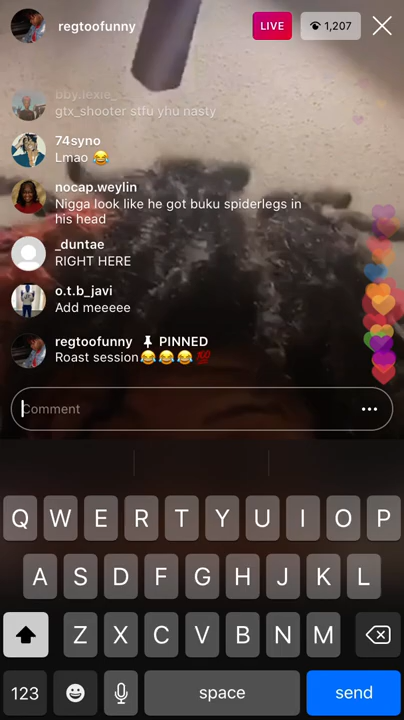 regtoofunny LIVE 1,207
bby.lexie_
gtx_shooter stfu yhu nasty
74syno
Lmao 😂
nocap.weylin
Nigga look like he got buku spiderlegs in
his head
_duntae
RIGHT HERE
o.t.b_javi
Add meeeee
regtoofunny PINNED
Roast session😂😂😂💯
Comment
Q W E R T Y U I O P
A S D F G H J K L
Z X C V B N M
123 space send